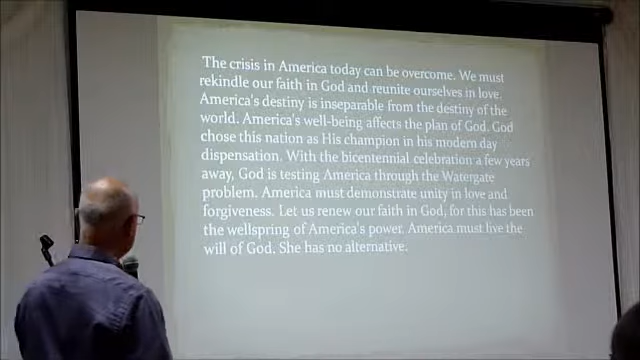 The crisis in America today can be overcome. We must
rekindle our faith in God and reunite ourselves in love.
America's destiny is inseparable from the destiny of the
world. America's well-being affects the plan of God. God
chose this nation as His champion in his modern day
dispensation. With the bicentennial celebration a few years
away, God is testing America through the Watergate
problem. America must demonstrate unity in love and
forgiveness. Let us renew our faith in God, for this has been
the wellspring of America's power. America must live the
will of God. She has no alternative.